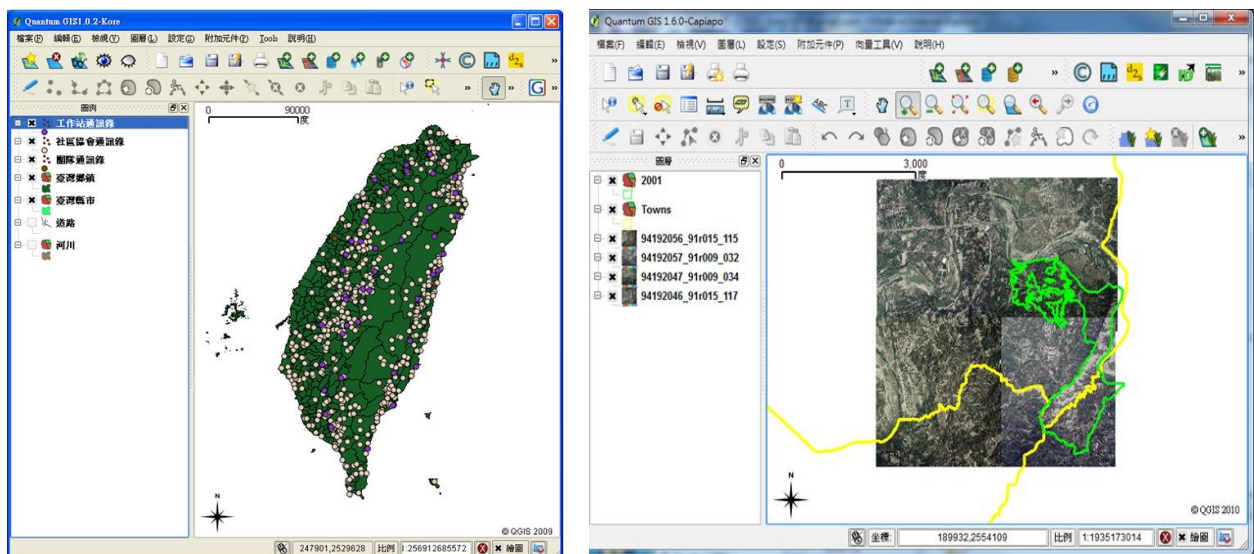 Quantum GIS1.0.2-Kore
檔案(F) 編輯(E) 檢視(V) 圖層(L) 設定(S) 附加元件(P) Tools 說明(H)
圖例
工作站通訊錄
社區協會通訊錄
團隊通訊錄
臺灣鄉鎮
臺灣縣市
道路
河川
0 90000
度
N
© QGIS 2009
247901,2529628 比例 1:256912685572 繪圖
Quantum GIS 1.6.0-Capiapo
檔案(F) 編輯(E) 檢視(V) 圖層(L) 設定(S) 附加元件(P) 向量工具(V) 說明(H)
圖層
2001
Towns
94192056_91r015_115
94192057_91r009_032
94192047_91r009_034
94192046_91r015_117
0 3,000
度
N
© QGIS 2010
坐標: 189932,2554109 比例 1:1935173014 繪圖